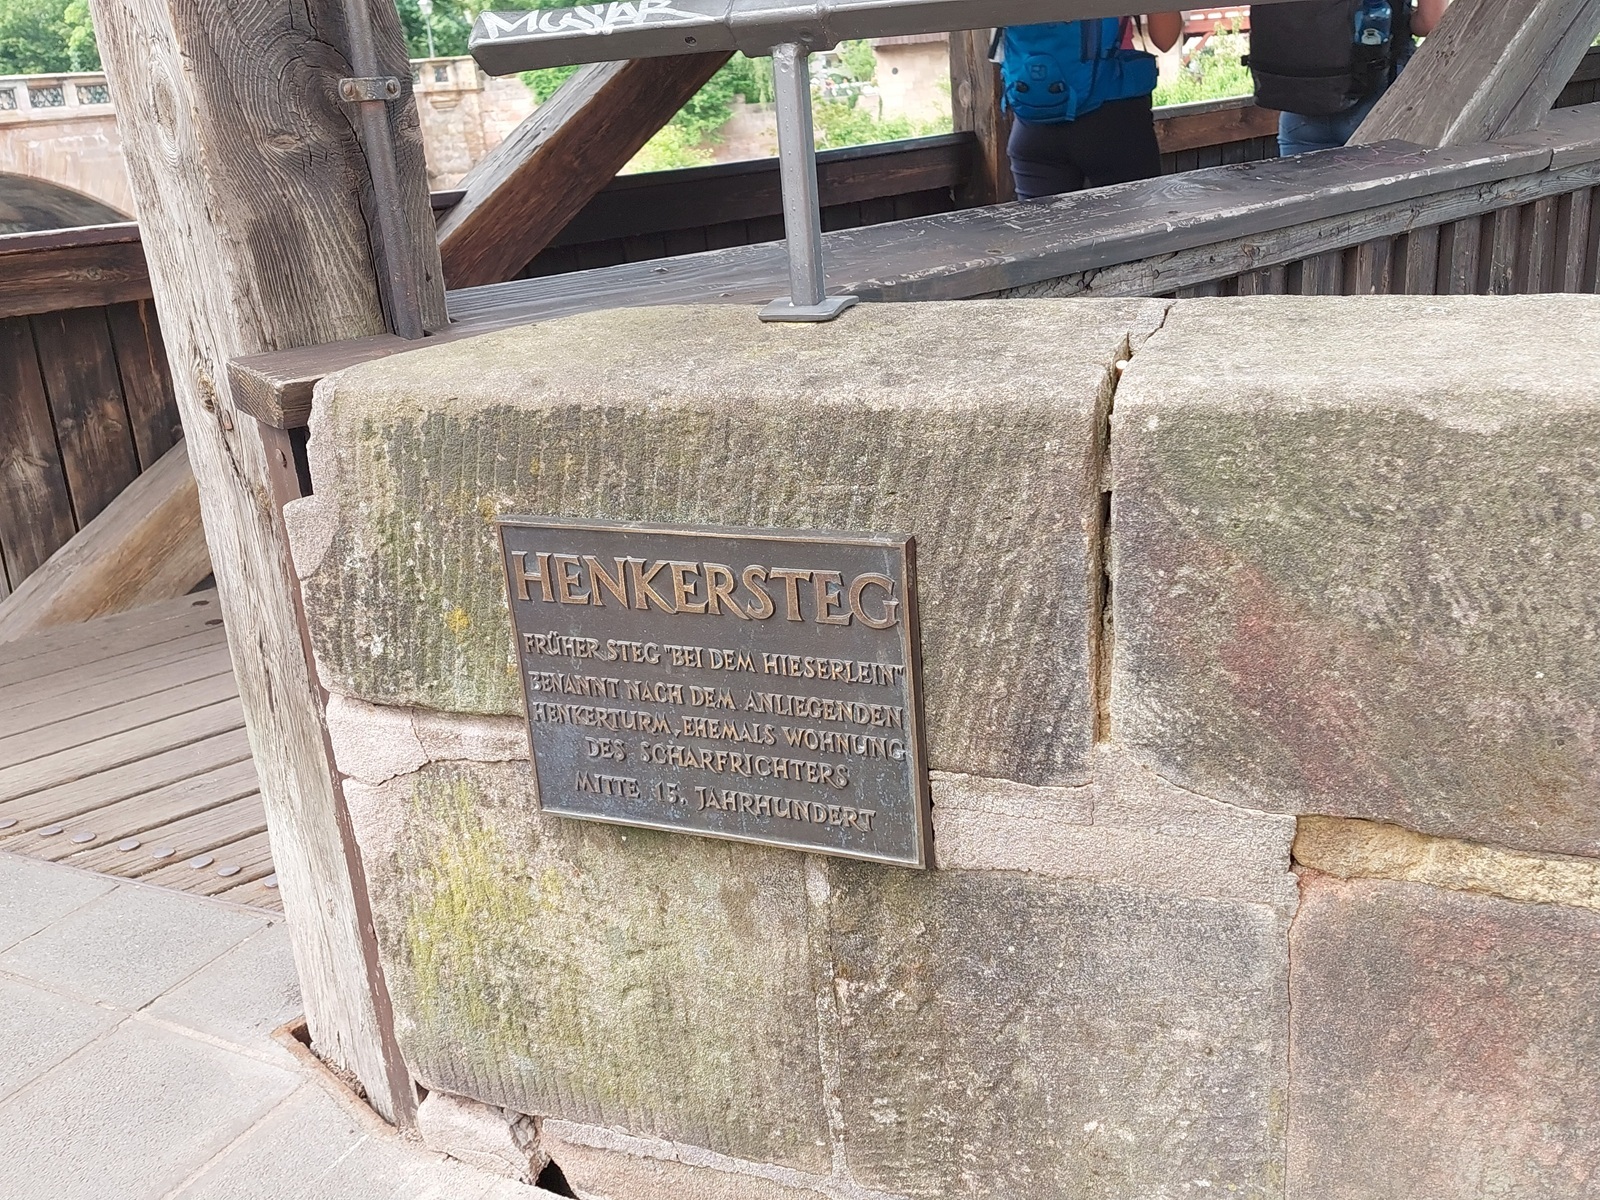 HENKERSTEG
FRÜHER STEG "BEI DEM HIESERLEIN"
BENANNT NACH DEM ANLIEGENDEN
HENKERTURM, EHEMALS WOHNUNG
DES SCHARFRICHTERS
MITTE 15. JAHRHUNDERT